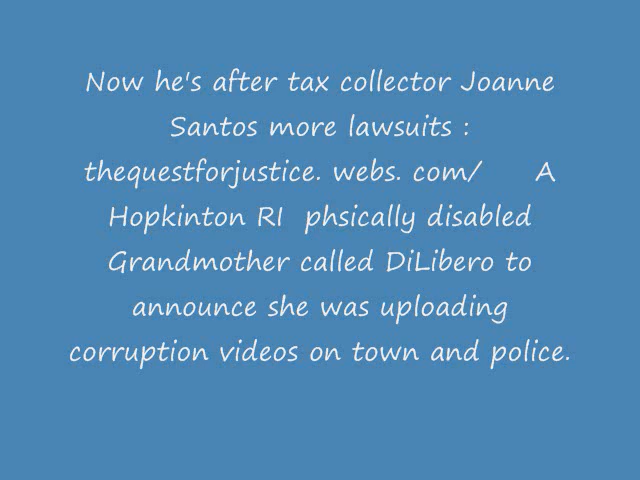 Now he's after tax collector Joanne
Santos more lawsuits :
thequestforjustice. webs. com/ A
Hopkinton RI phsically disabled
Grandmother called DiLibero to
announce she was uploading
corruption videos on town and police.